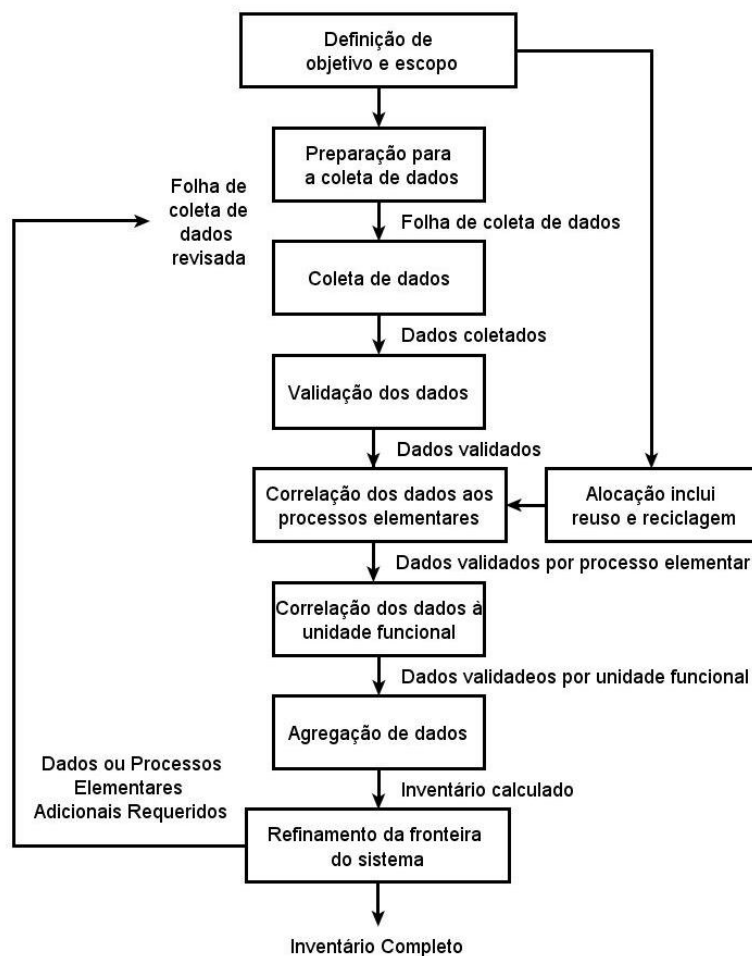 Definição de
objetivo e escopo
Preparação para
a coleta de dados
Folha de
coleta de
dados
revisada
Folha de coleta de dados
Coleta de dados
Dados coletados
Validação dos dados
Dados validados
Correlação dos dados aos
processos elementares
Alocação inclui
reuso e reciclagem
Dados validados por processo elementar
Correlação dos dados à
unidade funcional
Dados validadeos por unidade funcional
Agregação de dados
Dados ou Processos
Elementares
Adicionais Requeridos
Inventário calculado
Refinamento da fronteira
do sistema
Inventário Completo